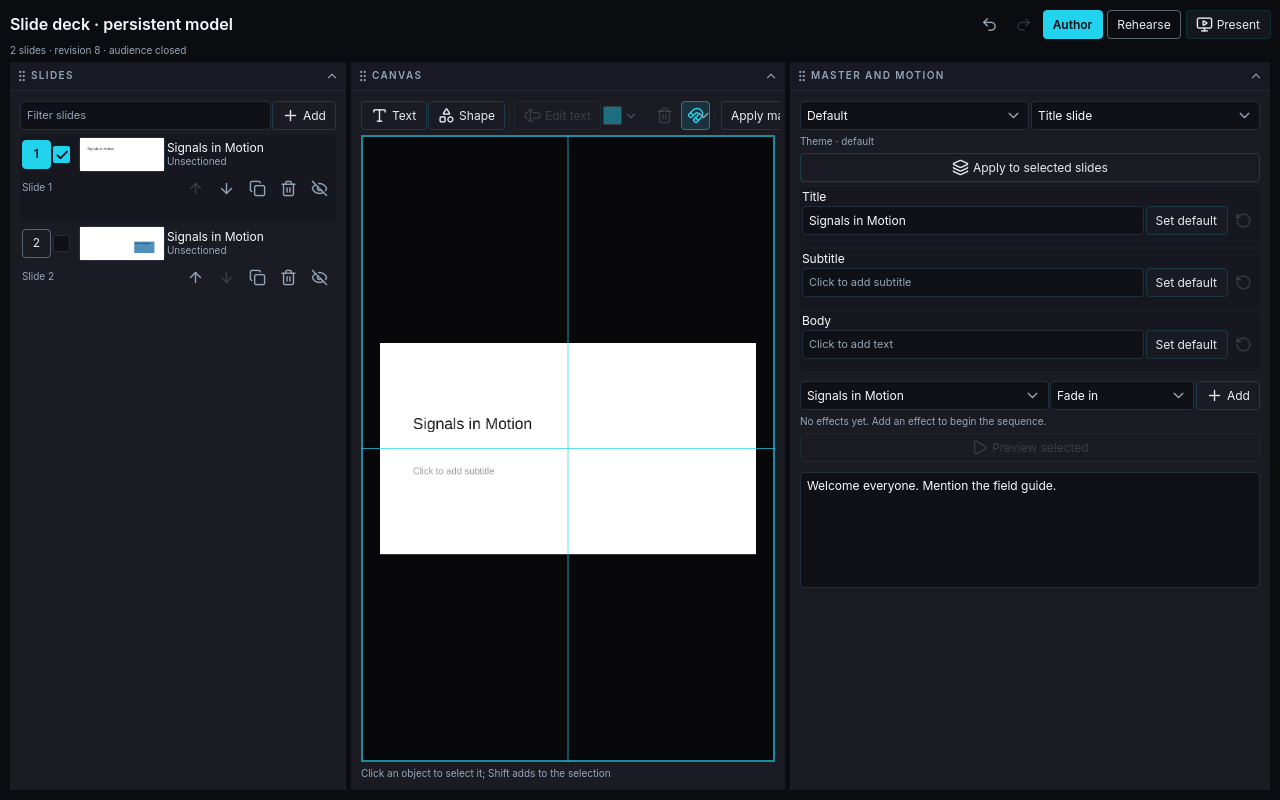 Slide deck · persistent model
Author
Rehearse
Present
2 slides · revision 8 · audience closed
SLIDES
CANVAS
MASTER AND MOTION
Filter slides
Add
Text
Shape
Edit text
Apply ma
Default
Title slide
Theme · default
Apply to selected slides
1
Signals in Motion
Signals in Motion
Unsectioned
Slide 1
2
Signals in Motion
Unsectioned
Slide 2
Signals in Motion
Click to add subtitle
Click an object to select it; Shift adds to the selection
Title
Signals in Motion
Set default
Subtitle
Click to add subtitle
Set default
Body
Click to add text
Set default
Signals in Motion
Fade in
Add
No effects yet. Add an effect to begin the sequence.
Preview selected
Welcome everyone. Mention the field guide.